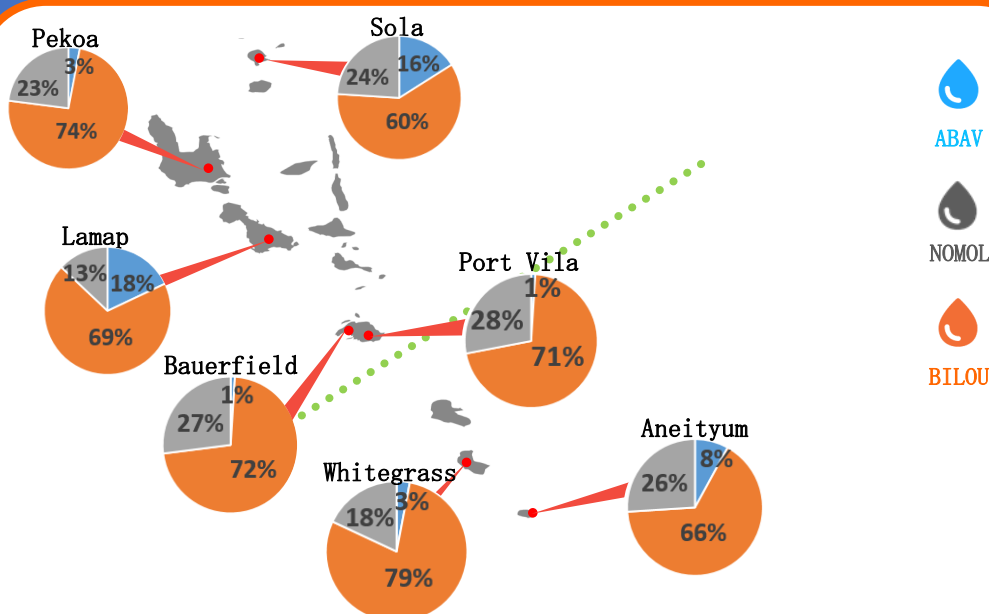 Pekoa
3%
23%
74%
Sola
16%
24%
60%
ABAV
NOMOL
BILOU
Lamap
13%
18%
69%
Port Vila
1%
28%
71%
Bauerfield
1%
27%
72%
Whitegrass
3%
18%
79%
Aneityum
8%
26%
66%